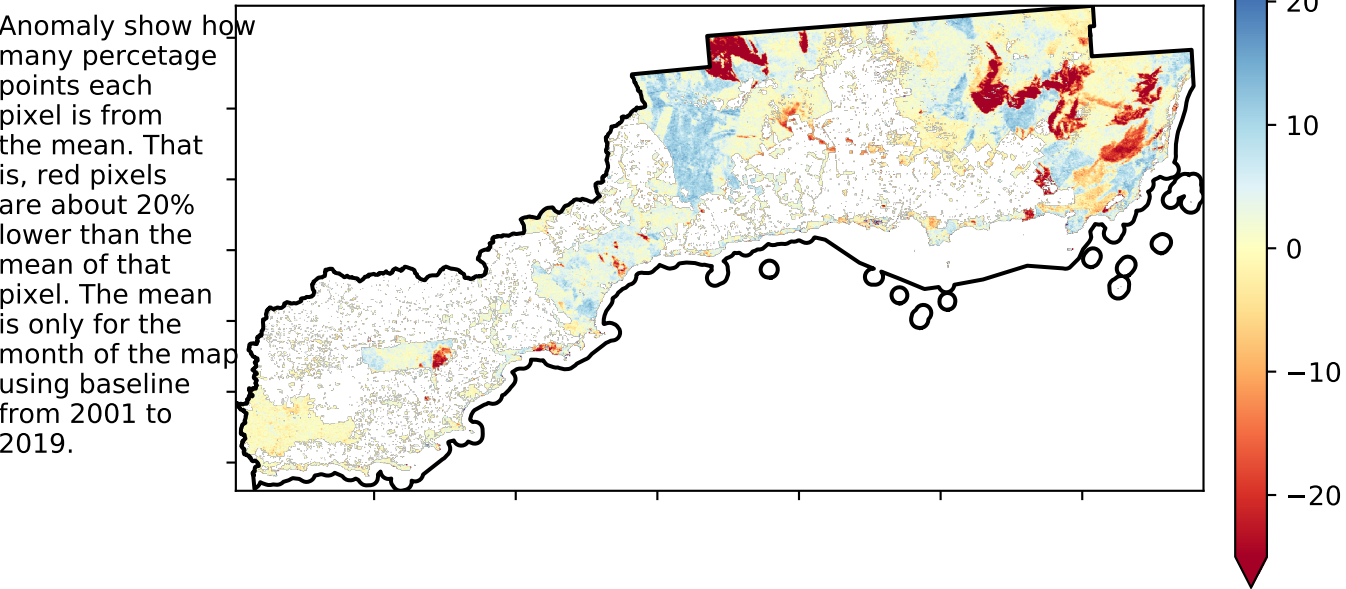 Anomaly show how
many percetage
points each
pixel is from
the mean. That
is, red pixels
are about 20%
lower than the
mean of that
pixel. The mean
is only for the
month of the map
using baseline
from 2001 to
2019.
20
10
0
−10
−20